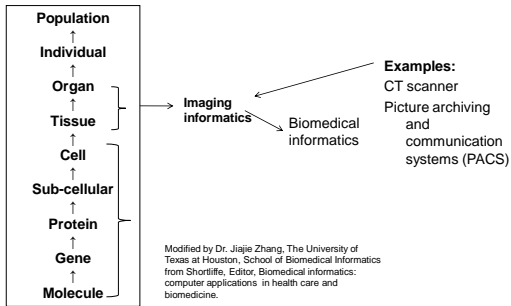 Population
↑
Individual
↑
Organ
↑
Tissue
↑
Cell
↑
Sub-cellular
↑
Protein
↑
Gene
↑
Molecule
Imaging
informatics
Biomedical
informatics
Examples:
CT scanner
Picture archiving
and
communication
systems (PACS)
Modified by Dr. Jiajie Zhang, The University of
Texas at Houston, School of Biomedical Informatics
from Shortliffe, Editor, Biomedical informatics:
computer applications in health care and
biomedicine.